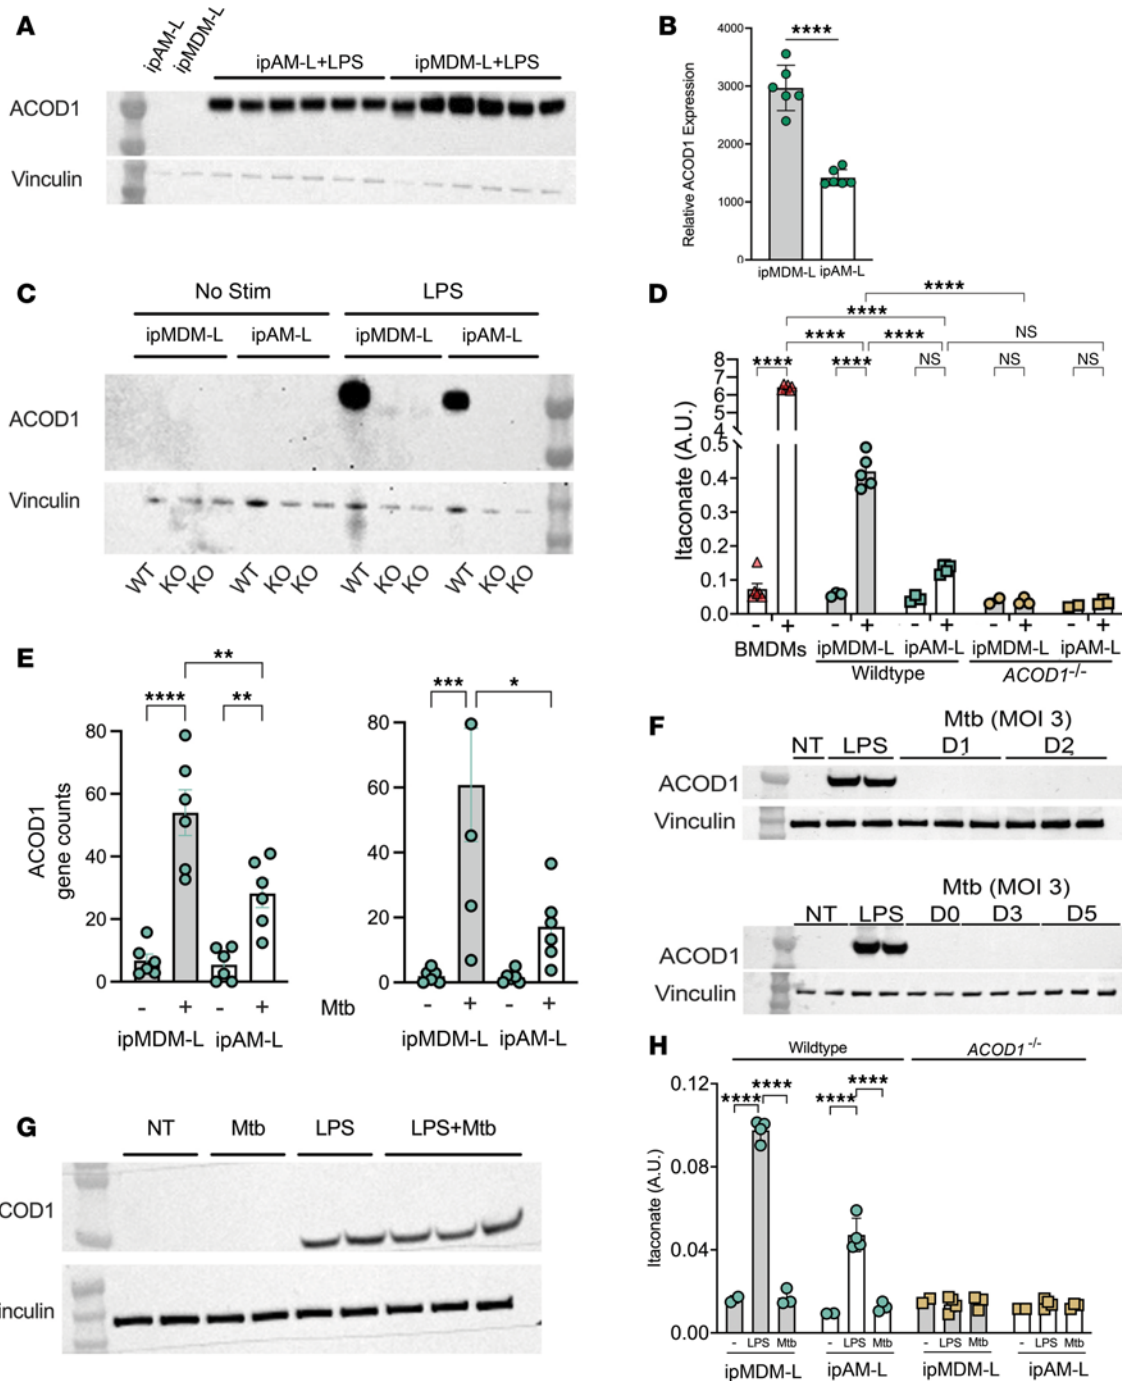 A
ipAM-L
ipMDM-L
ipAM-L+LPS
ipMDM-L+LPS
ACOD1
Vinculin
B
****
4000
3000
2000
1000
0
Relative ACOD1 Expression
ipMDM-L ipAM-L
C
No Stim
LPS
ipMDM-L
ipAM-L
ipMDM-L
ipAM-L
ACOD1
Vinculin
WT KO KO WT KO KO WT KO KO WT KO KO
D
****
****
**** **** NS
**** **** NS NS NS
8
7
6
5
4
0.5
0.4
0.3
0.2
0.1
0.0
Itaconate (A.U.)
- + - + - + - + - +
BMDMs ipMDM-L ipAM-L ipMDM-L ipAM-L
Wildtype ACOD1-/-
E
**
**** **
80
60
40
20
0
ACOD1
gene counts
- + - +
ipMDM-L ipAM-L
Mtb
*** *
80
60
40
20
0
- + - +
ipMDM-L ipAM-L
F
Mtb (MOI 3)
NT LPS D1 D2
ACOD1
Vinculin
Mtb (MOI 3)
NT LPS D0 D3 D5
ACOD1
Vinculin
G
NT Mtb LPS LPS+Mtb
COD1
inculin
H
Wildtype ACOD1-/-
****
**** ****
****
0.12
0.08
0.04
0.00
Itaconate (A.U.)
- LPS Mtb - LPS Mtb - LPS Mtb - LPS Mtb
ipMDM-L ipAM-L ipMDM-L ipAM-L